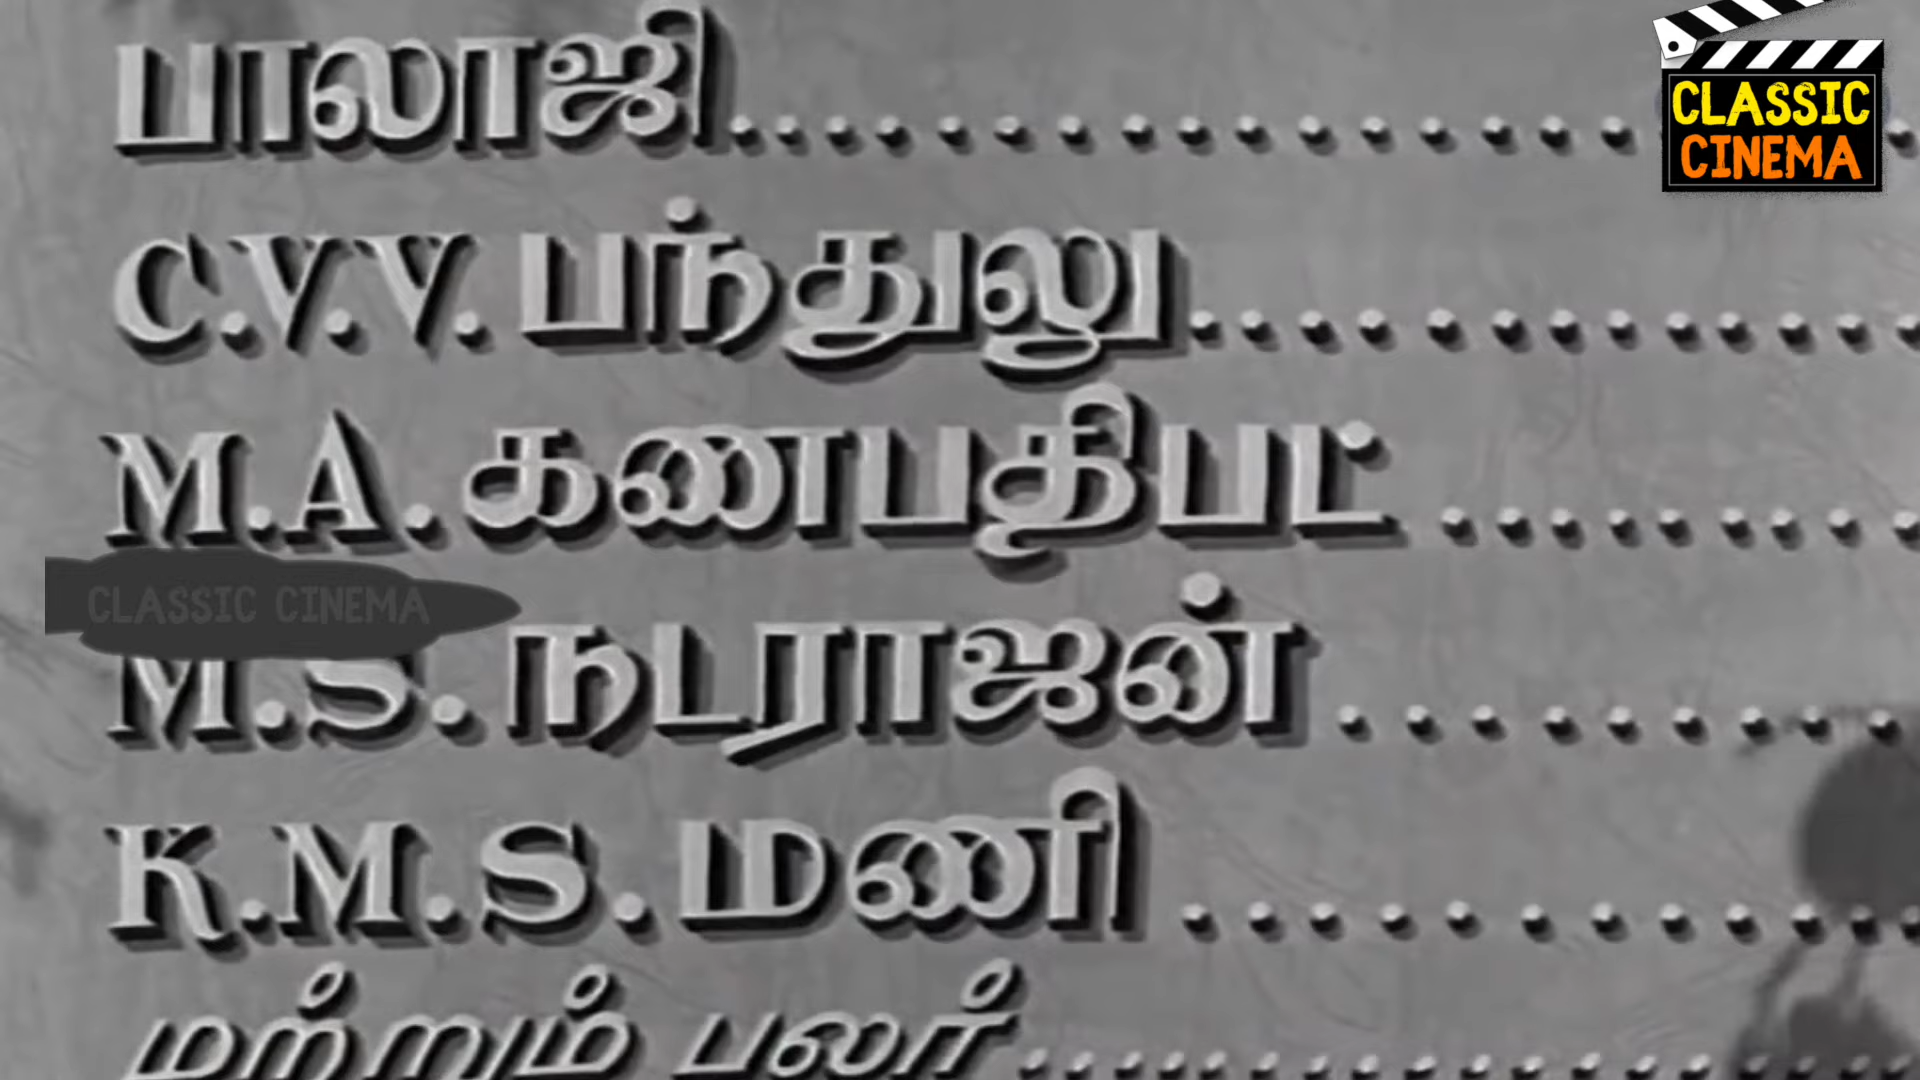 பாலாஜி....................
CLASSIC
CINEMA
C.V.V. பந்துலு.............
M.A. கணபதிபட்.........
CLASSIC CINEMA
M.S. நடராஜன்.........
K.M.S. மணி............
மற்றும் பலர்................